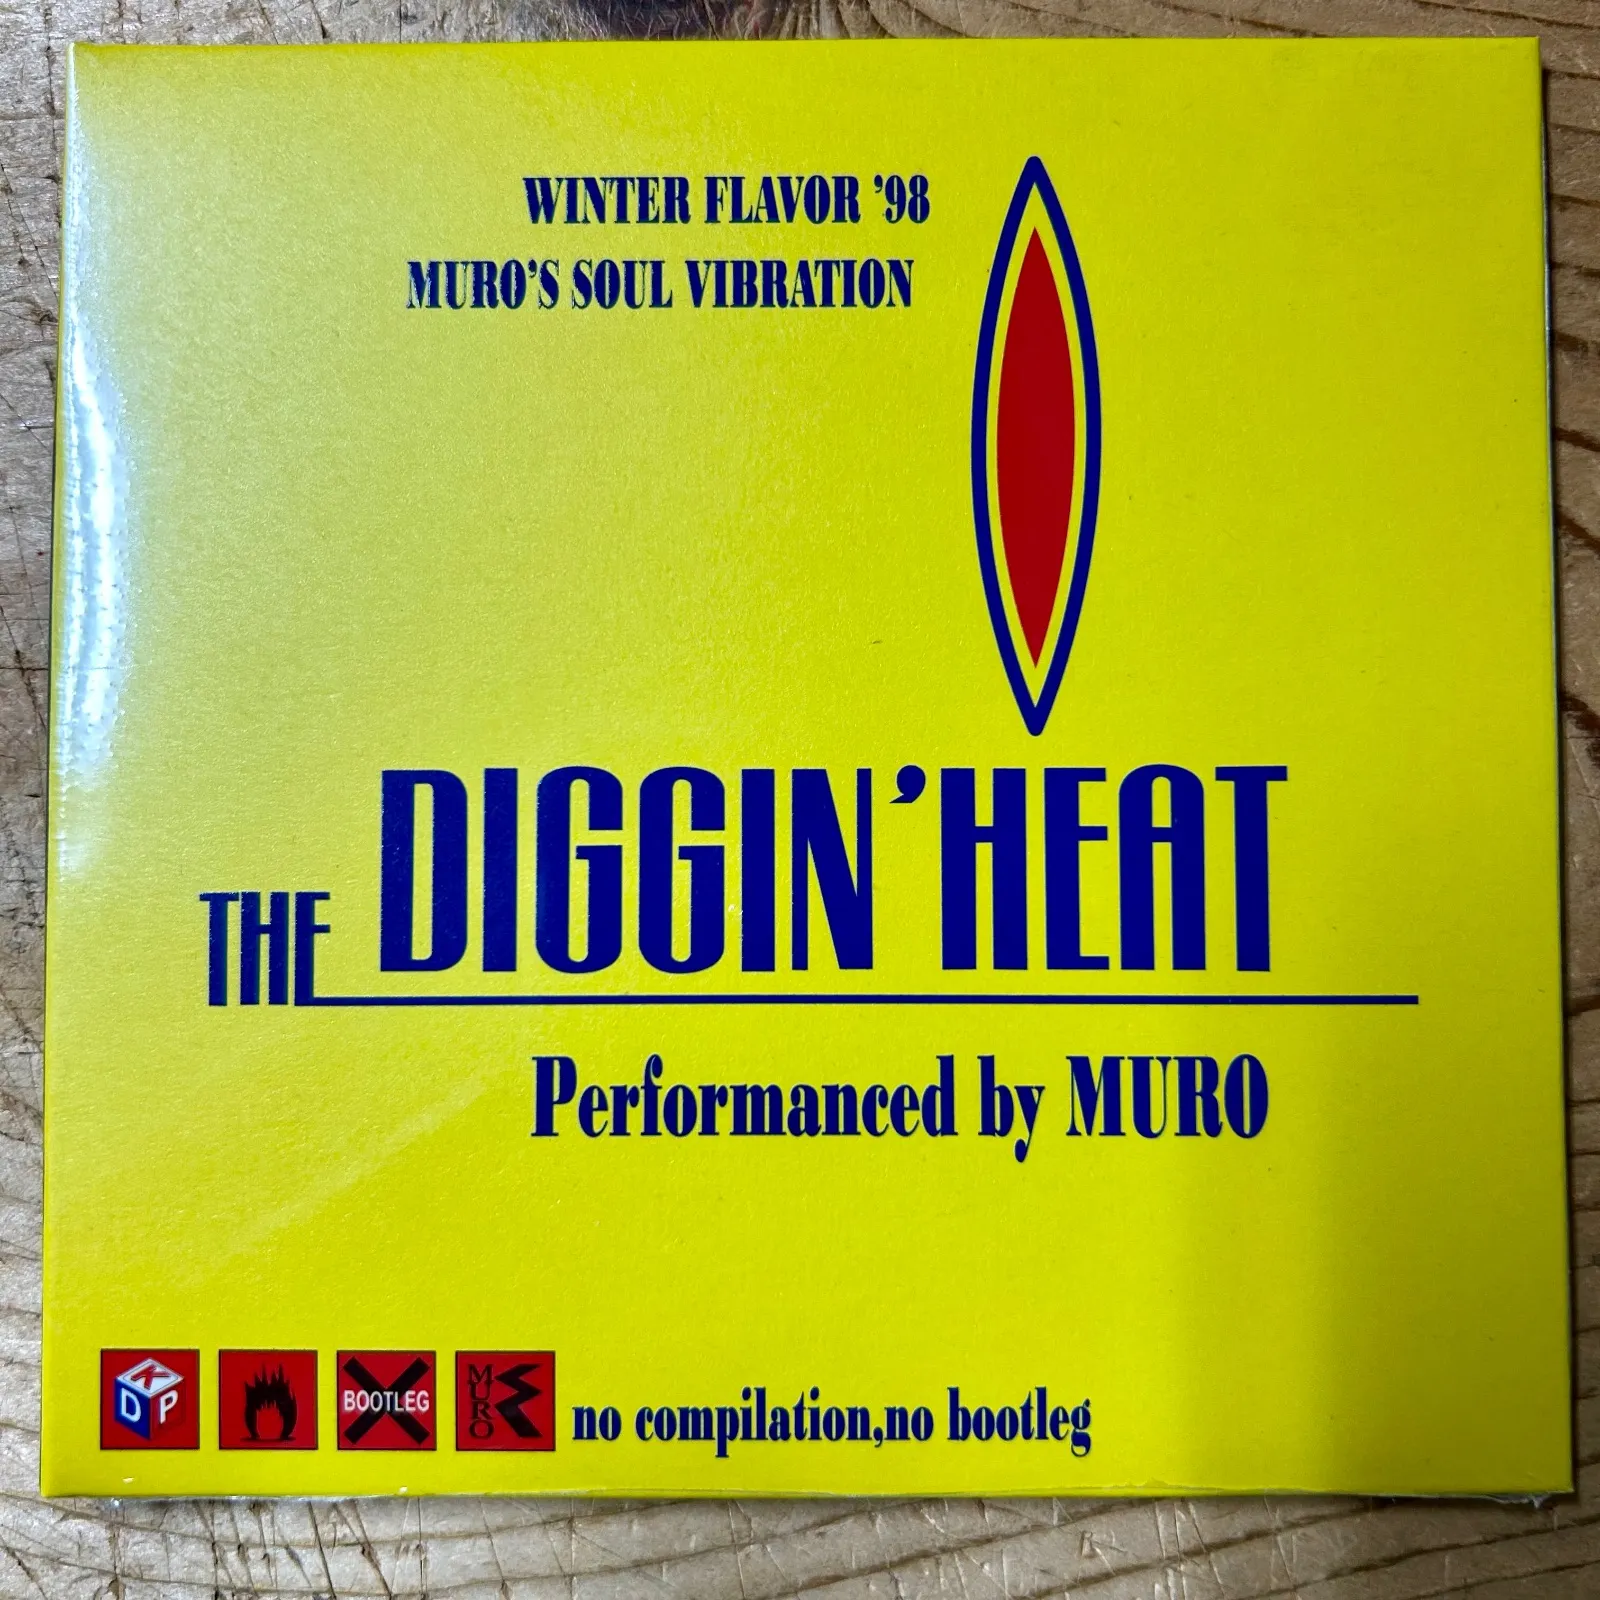 WINTER FLAVOR ’98
MURO’S SOUL VIBRATION
THE DIGGIN’HEAT
Performanced by MURO
K
D P
BOOTLEG
MURO
no compilation,no bootleg